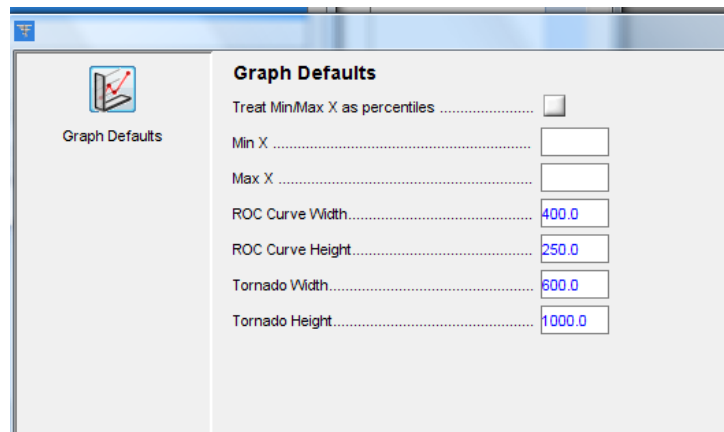 Graph Defaults
Graph Defaults
Treat Min/Max X as percentiles .......................
Min X ................................................................
Max X ...............................................................
ROC Curve Width.............................................. 400.0
ROC Curve Height............................................. 250.0
Tornado Width................................................... 600.0
Tornado Height.................................................. 1000.0